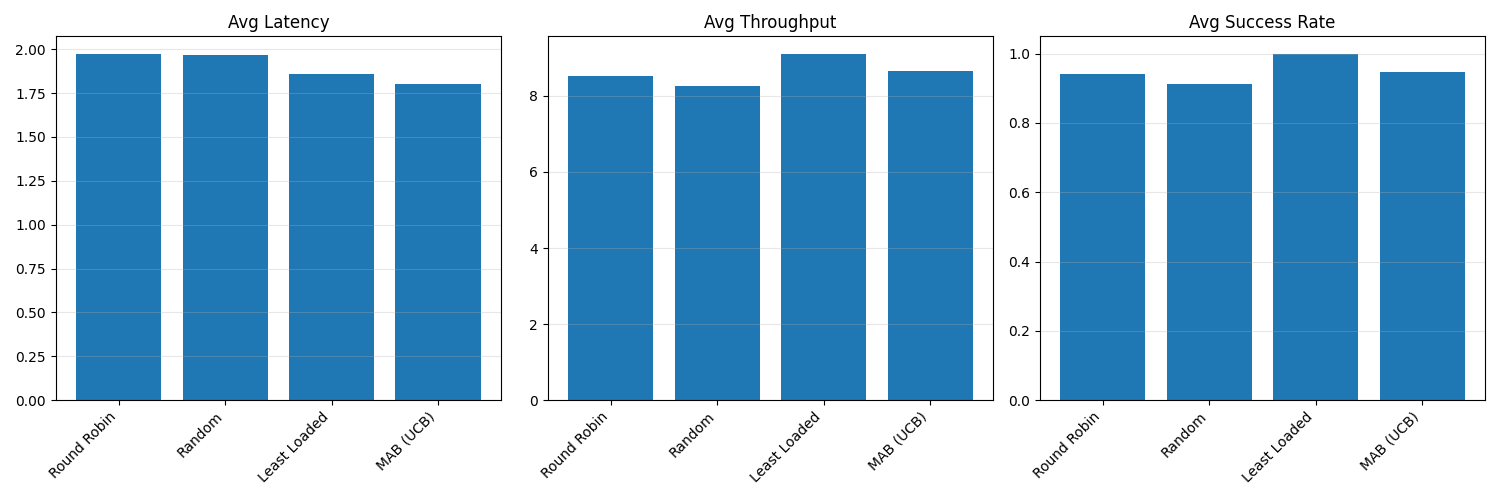 Avg Latency
2.00
1.75
1.50
1.25
1.00
0.75
0.50
0.25
0.00
Round Robin
Random
Least Loaded
MAB (UCB)
Avg Throughput
8
6
4
2
0
Round Robin
Random
Least Loaded
MAB (UCB)
Avg Success Rate
1.0
0.8
0.6
0.4
0.2
0.0
Round Robin
Random
Least Loaded
MAB (UCB)